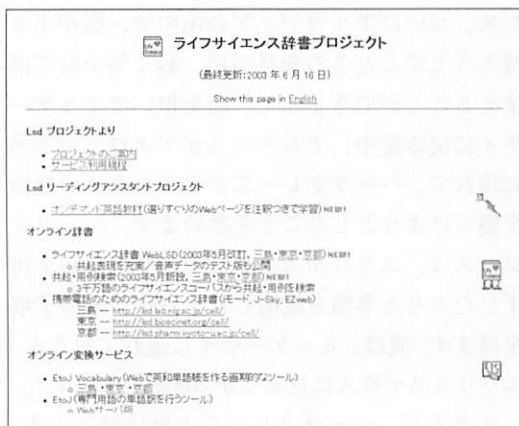 ライフサイエンス辞書プロジェクト
(最終更新:2003 年 6 月 16 日)
Show this page in English
Lsd プロジェクトより
プロジェクトのご案内
サービス利用規程
Lsd リーディングアシスタントプロジェクト
オンデマンド英語教材(選りすぐりのWebページを注釈つきで学習) NEW!
オンライン辞書
ライフサイエンス辞書 WebLSD(2003年5月改訂, 三島・東京・京都) NEW!
共起表現を充実/音声データのテスト版も公開
共起・用例検索(2003年5月新設, 三島・東京・京都) NEW!
3千万語のライフサイエンスコーパスから共起・用例を検索
携帯電話のためのライフサイエンス辞書(iモード, J-Sky, EZweb)
三島 -- http://lsd.lab.nig.ac.jp/cell/
東京 -- http://lsd.biosci.net.org/cell/
京都 -- http://lsd.pharm.kyoto-u.ac.jp/cell/
オンライン変換サービス
EtoJ Vocabulary(Webで英和単語帳を作る画期的なツール)
三島・東京・京都
EtoJ(専門用語の単語訳を行うツール)
Webサーバ版